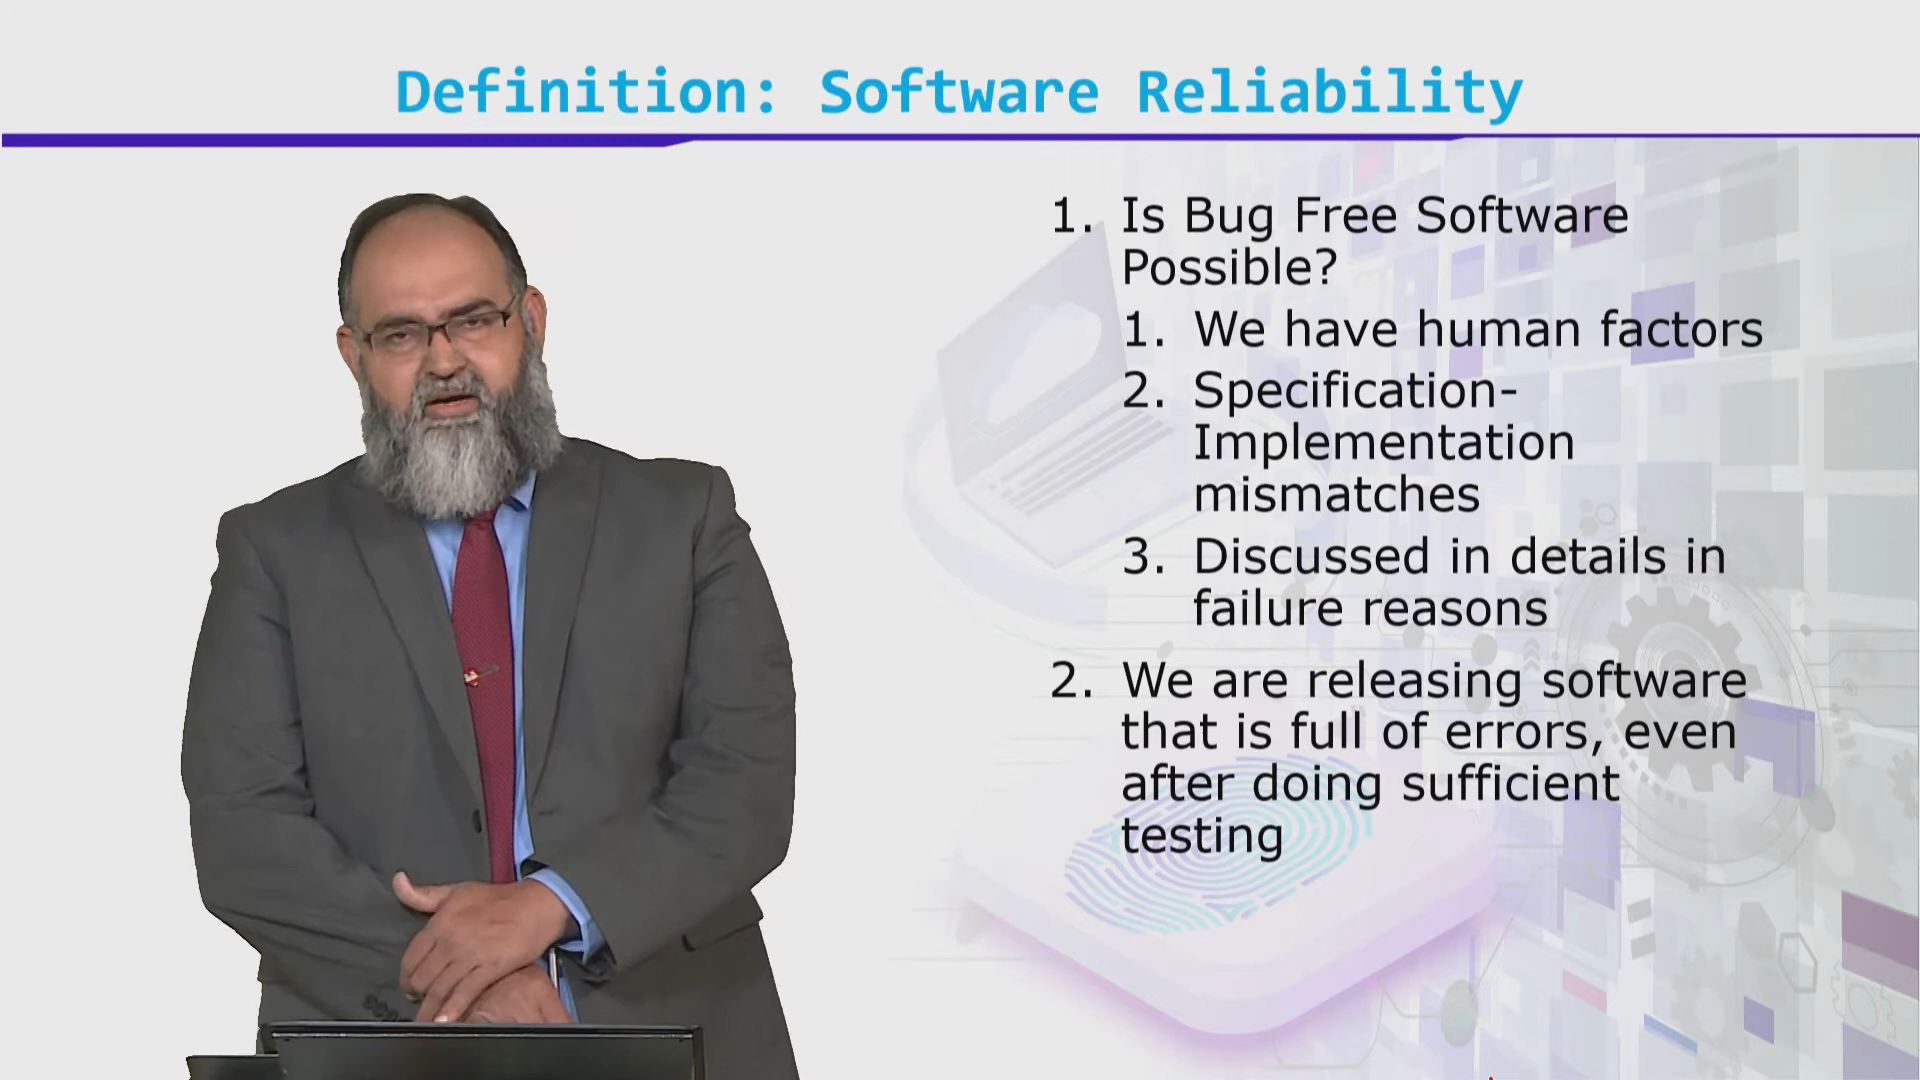 Definition: Software Reliability
1. Is Bug Free Software
Possible?
1. We have human factors
2. Specification-
Implementation
mismatches
3. Discussed in details in
failure reasons
2. We are releasing software
that is full of errors, even
after doing sufficient
testing